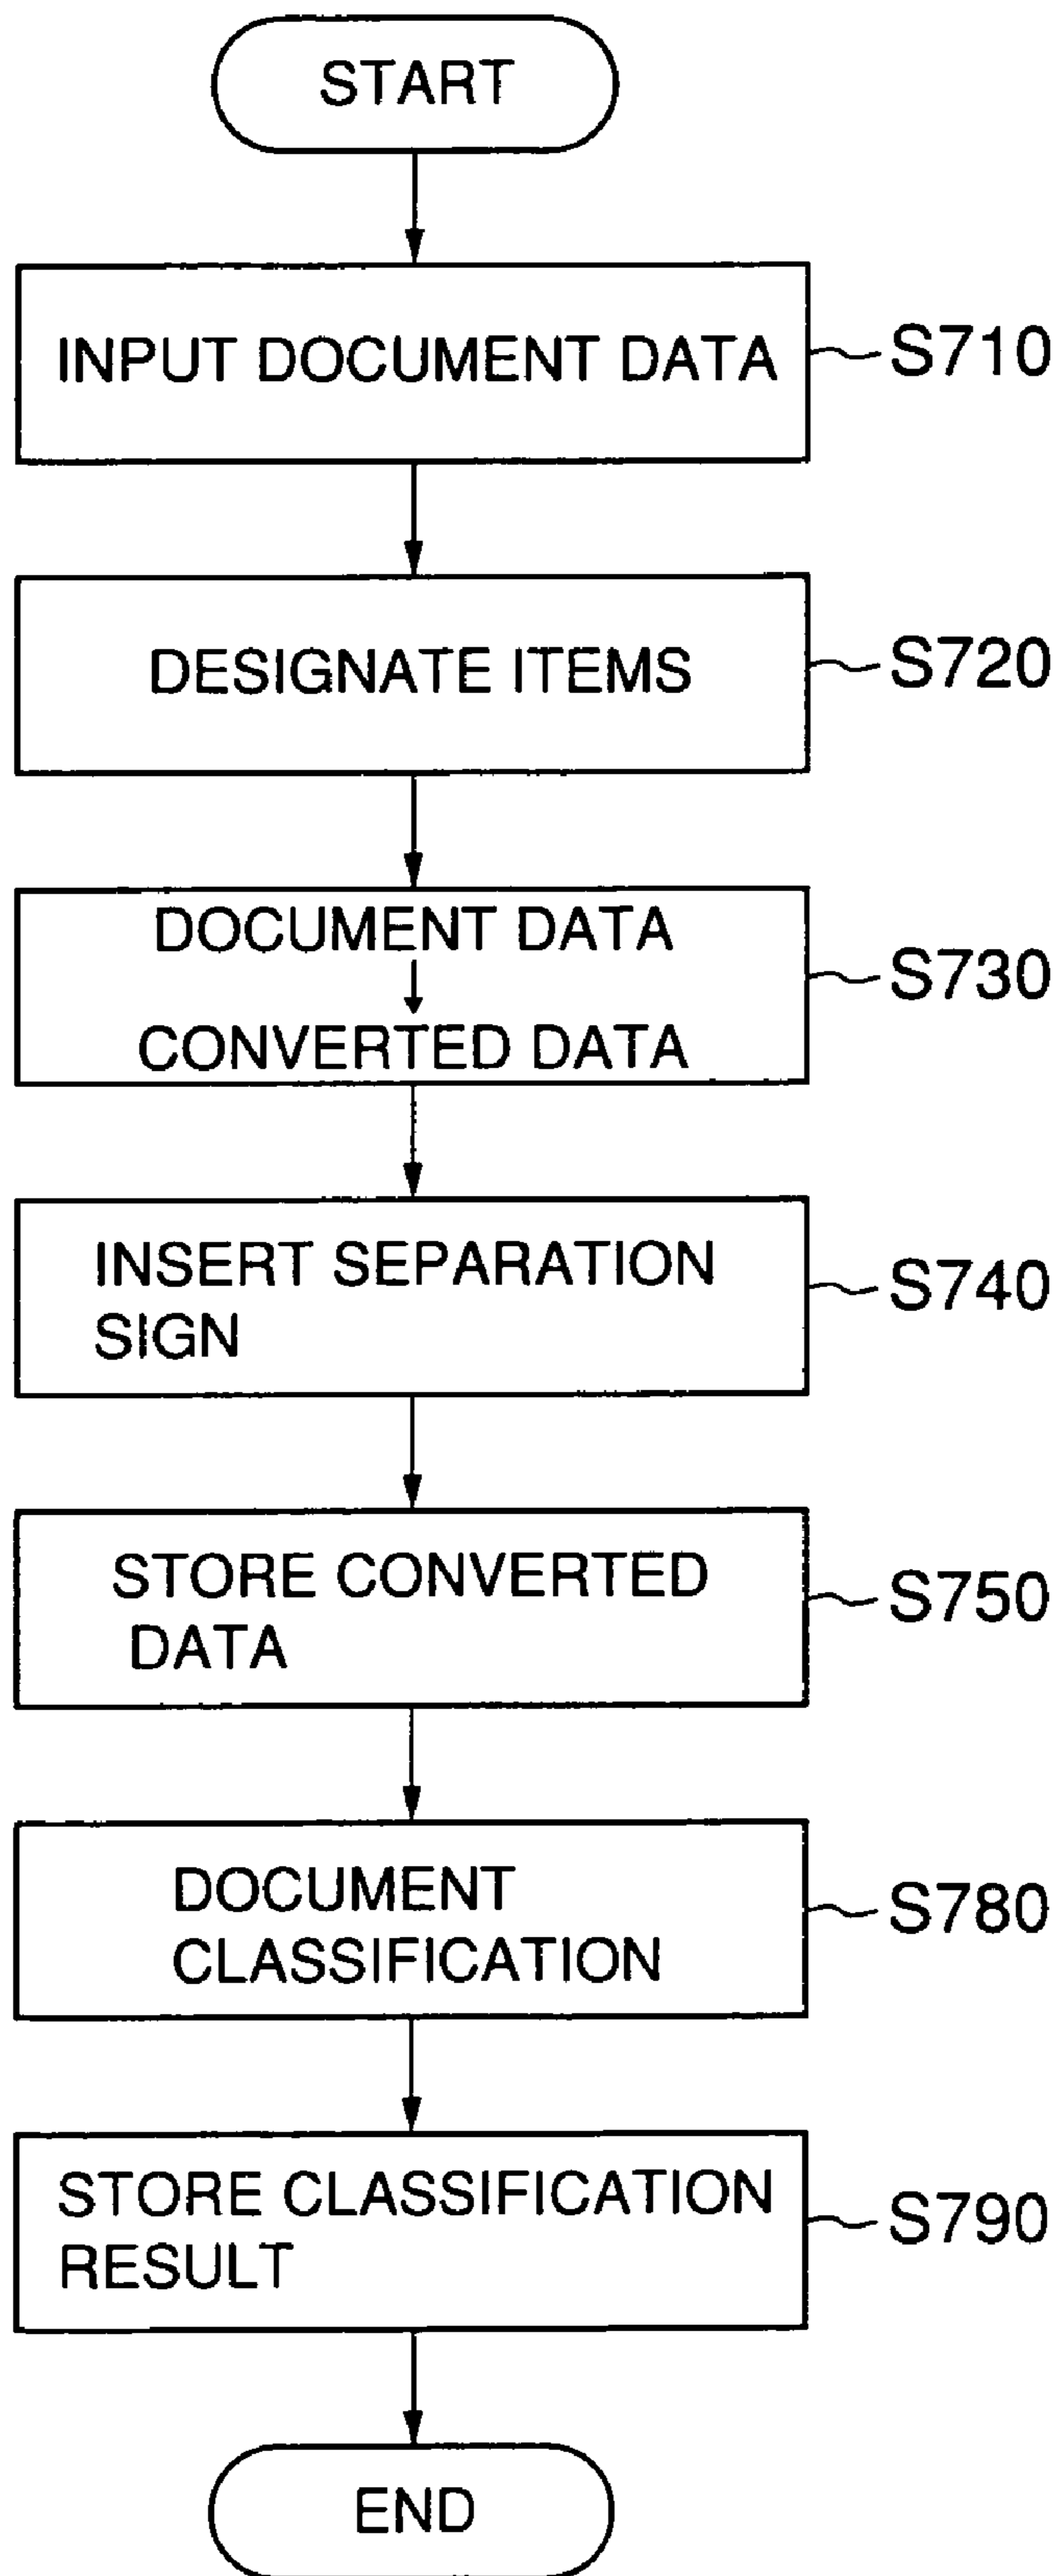 START
INPUT DOCUMENT DATA
S710
DESIGNATE ITEMS
S720
DOCUMENT DATA
CONVERTED DATA
S730
INSERT SEPARATION
SIGN
S740
STORE CONVERTED
DATA
S750
DOCUMENT
CLASSIFICATION
S780
STORE CLASSIFICATION
RESULT
S790
END